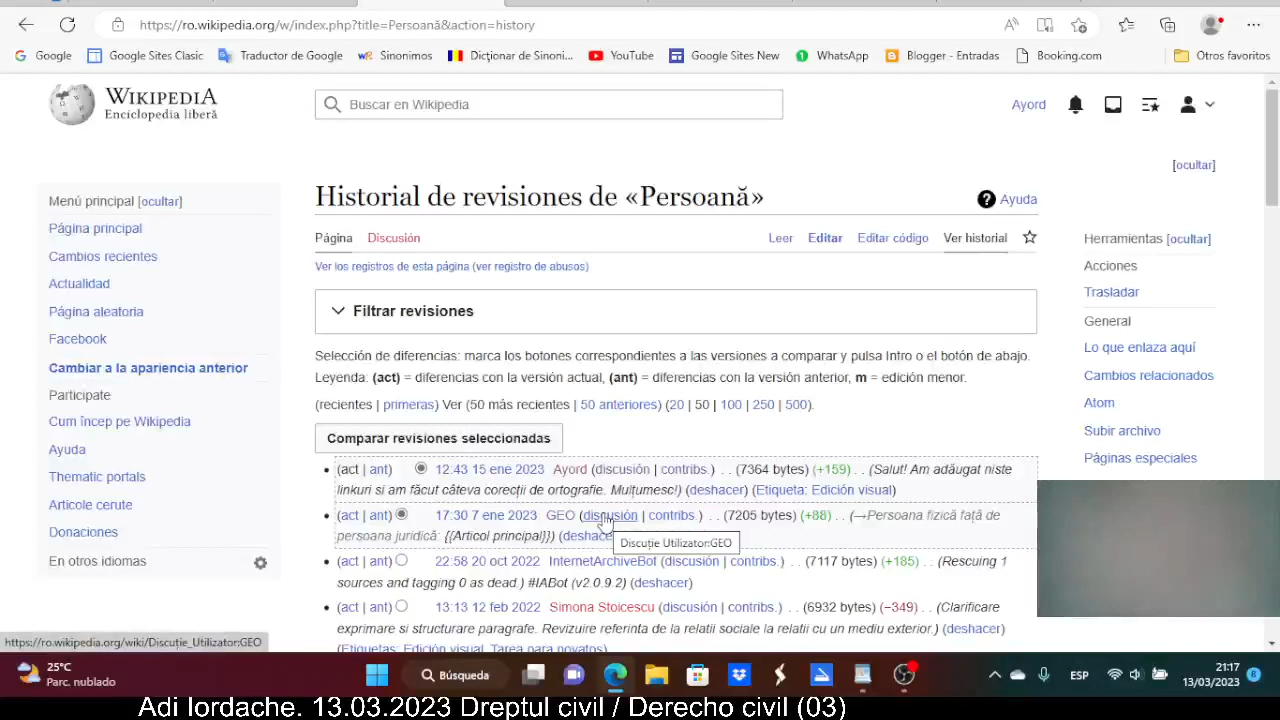 https://ro.wikipedia.org/w/index.php?title=Persoană&action=history
Google Google Sites Clasic Traductor de Google Sinonimos Dicționar de Sinoni... YouTube Google Sites New WhatsApp Blogger - Entradas Booking.com Otros favoritos
WIKIPEDIA
Enciclopedia liberă
Buscar en Wikipedia
Ayord
[ocultar]
Menú principal [ocultar]
Página principal
Cambios recientes
Actualidad
Página aleatoria
Facebook
Cambiar a la apariencia anterior
Participate
Cum încep pe Wikipedia
Ayuda
Thematic portals
Articole cerute
Donaciones
En otros idiomas
Historial de revisiones de «Persoană»
Ayuda
Página Discusión Leer Editar Editar código Ver historial
Ver los registros de esta página (ver registro de abusos)
Filtrar revisiones
Selección de diferencias: marca los botones correspondientes a las versiones a comparar y pulsa Intro o el botón de abajo.
Leyenda: (act) = diferencias con la versión actual, (ant) = diferencias con la versión anterior, m = edición menor.
(recientes | primeras) Ver (50 más recientes | 50 anteriores) (20 | 50 | 100 | 250 | 500).
Comparar revisiones seleccionadas
(act | ant) 12:43 15 ene 2023 Ayord (discusión | contribs.) . . (7364 bytes) (+159) . . (Salut! Am adăugat niste
linkuri si am făcut câteva corecții de ortografie. Mulțumesc!) (deshacer) (Etiqueta: Edición visual)
(act | ant) 17:30 7 ene 2023 GEO (discusión | contribs.) . . (7205 bytes) (+88) . . (→Persoana fizică față de
persoana juridică: {{Articol principal}}) (deshace
Discuție Utilizator:GEO
(act | ant) 22:58 20 oct 2022 InternetArchiveBot (discusión | contribs.) . . (7117 bytes) (+185) . . (Rescuing 1
sources and tagging 0 as dead.) #IABot (v2.0.9.2) (deshacer)
(act | ant) 13:13 12 feb 2022 Simona Stoicescu (discusión | contribs.) . . (6932 bytes) (−349) . . (Clarificare
exprimare si structurare paragrafe. Revizuire referinta de la relatii sociale la relatii cu un mediu exterior.) (deshacer)
(Etiquetas: Edición visual, Tarea para novatos)
Herramientas [ocultar]
Acciones
Trasladar
General
Lo que enlaza aquí
Cambios relacionados
Atom
Subir archivo
Páginas especiales
https://ro.wikipedia.org/wiki/Discuție_Utilizator:GEO
25°C
Parc. nublado
Búsqueda
ESP
21:17
13/03/2023
8
Adi Iordache. 13.03.2023 Dreptul civil / Derecho civil (03)